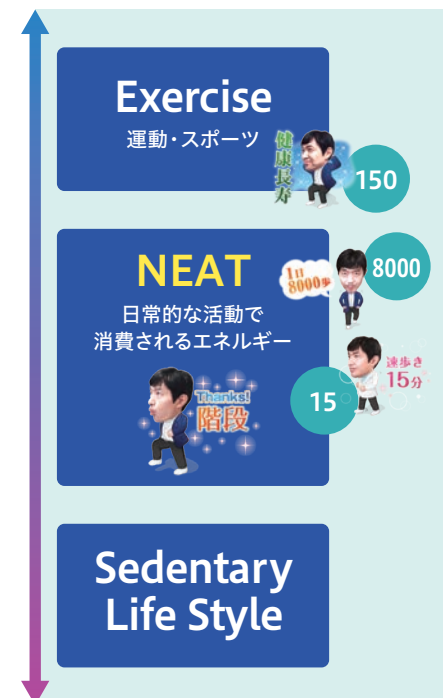 Exercise
運動・スポーツ
健康長寿
150
NEAT
日常的な活動で
消費されるエネルギー
1日
8000歩
8000
速歩き
15分
15
Thanks!
階段
Sedentary
Life Style